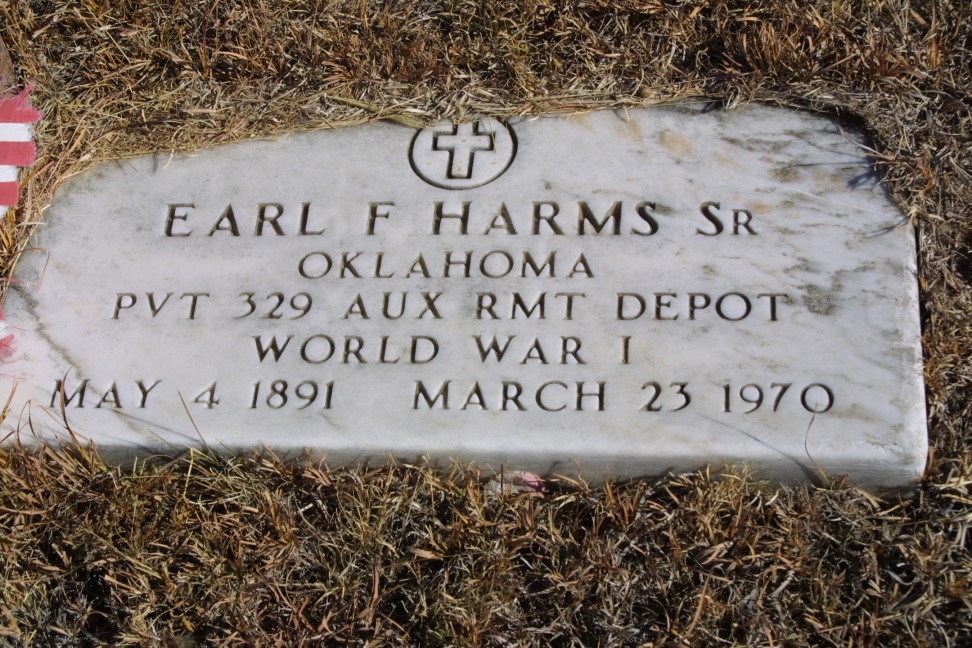 EARL F HARMS SR
OKLAHOMA
PVT 329 AUX RMT DEPOT
WORLD WAR I
MAY 4 1891 MARCH 23 1970